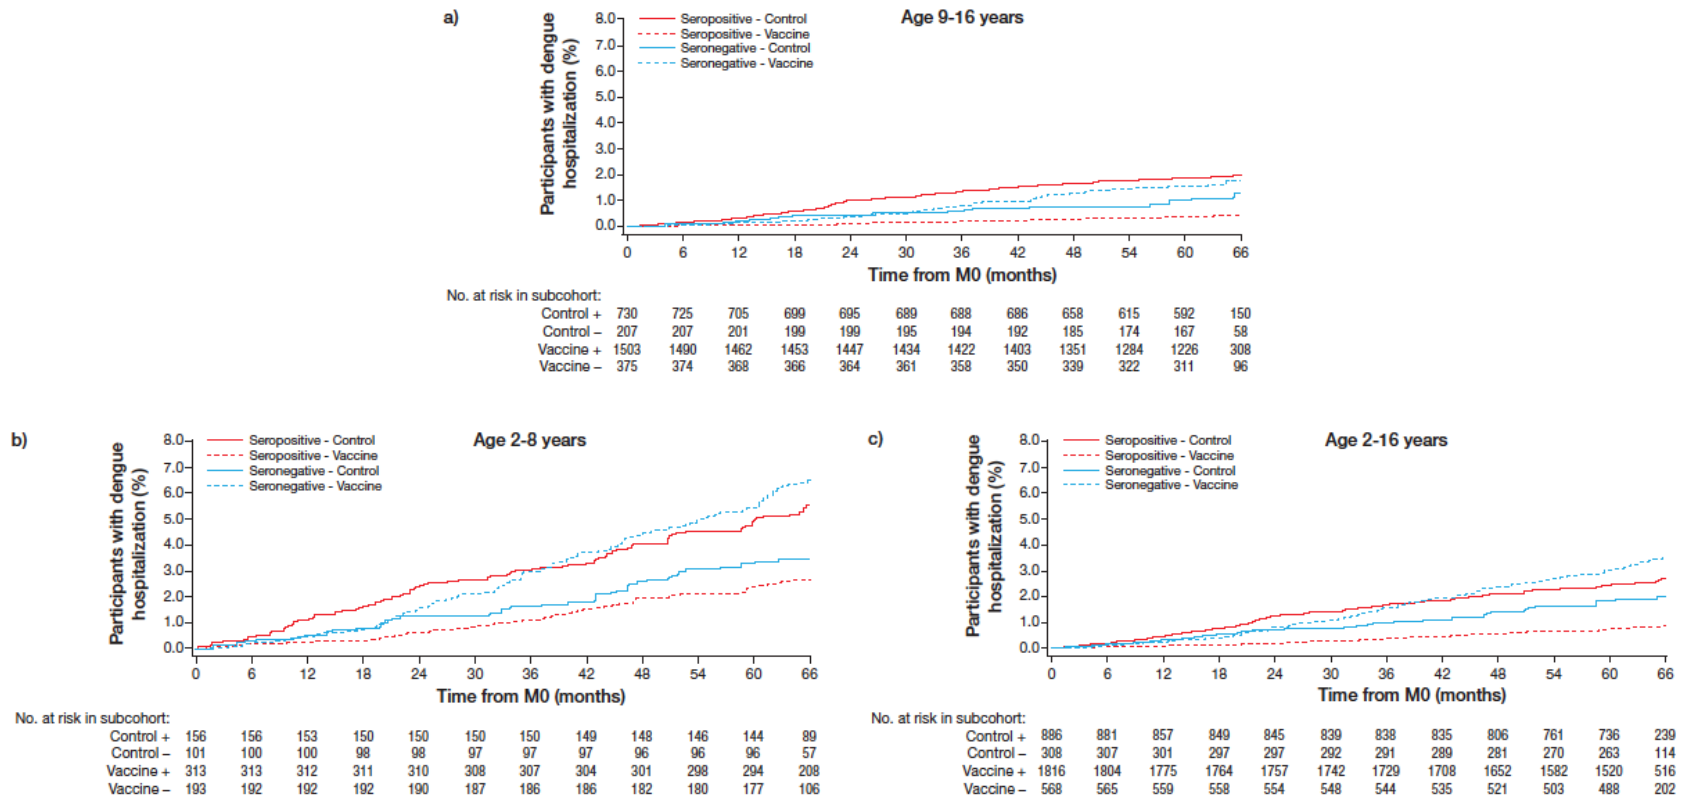 a)
Age 9-16 years
Participants with dengue
hospitalization (%)
8.0
7.0
6.0
5.0
4.0
3.0
2.0
1.0
0.0
Seropositive - Control
Seropositive - Vaccine
Seronegative - Control
Seronegative - Vaccine
0 6 12 18 24 30 36 42 48 54 60 66
Time from M0 (months)
No. at risk in subcohort:
Control + 730 725 705 699 695 689 688 686 658 615 592 150
Control – 207 207 201 199 199 195 194 192 185 174 167 58
Vaccine + 1503 1490 1462 1453 1447 1434 1422 1403 1351 1284 1226 308
Vaccine – 375 374 368 366 364 361 358 350 339 322 311 96
b)
Age 2-8 years
Participants with dengue
hospitalization (%)
8.0
7.0
6.0
5.0
4.0
3.0
2.0
1.0
0.0
Seropositive - Control
Seropositive - Vaccine
Seronegative - Control
Seronegative - Vaccine
0 6 12 18 24 30 36 42 48 54 60 66
Time from M0 (months)
No. at risk in subcohort:
Control + 156 156 153 150 150 150 150 149 148 146 144 89
Control – 101 100 100 98 98 97 97 97 96 96 96 57
Vaccine + 313 313 312 311 310 308 307 304 301 298 294 208
Vaccine – 193 192 192 192 190 187 186 186 182 180 177 106
c)
Age 2-16 years
Participants with dengue
hospitalization (%)
8.0
7.0
6.0
5.0
4.0
3.0
2.0
1.0
0.0
Seropositive - Control
Seropositive - Vaccine
Seronegative - Control
Seronegative - Vaccine
0 6 12 18 24 30 36 42 48 54 60 66
Time from M0 (months)
No. at risk in subcohort:
Control + 886 881 857 849 845 839 838 835 806 761 736 239
Control – 308 307 301 297 297 292 291 289 281 270 263 114
Vaccine + 1816 1804 1775 1764 1757 1742 1729 1708 1652 1582 1520 516
Vaccine – 568 565 559 558 554 548 544 535 521 503 488 202